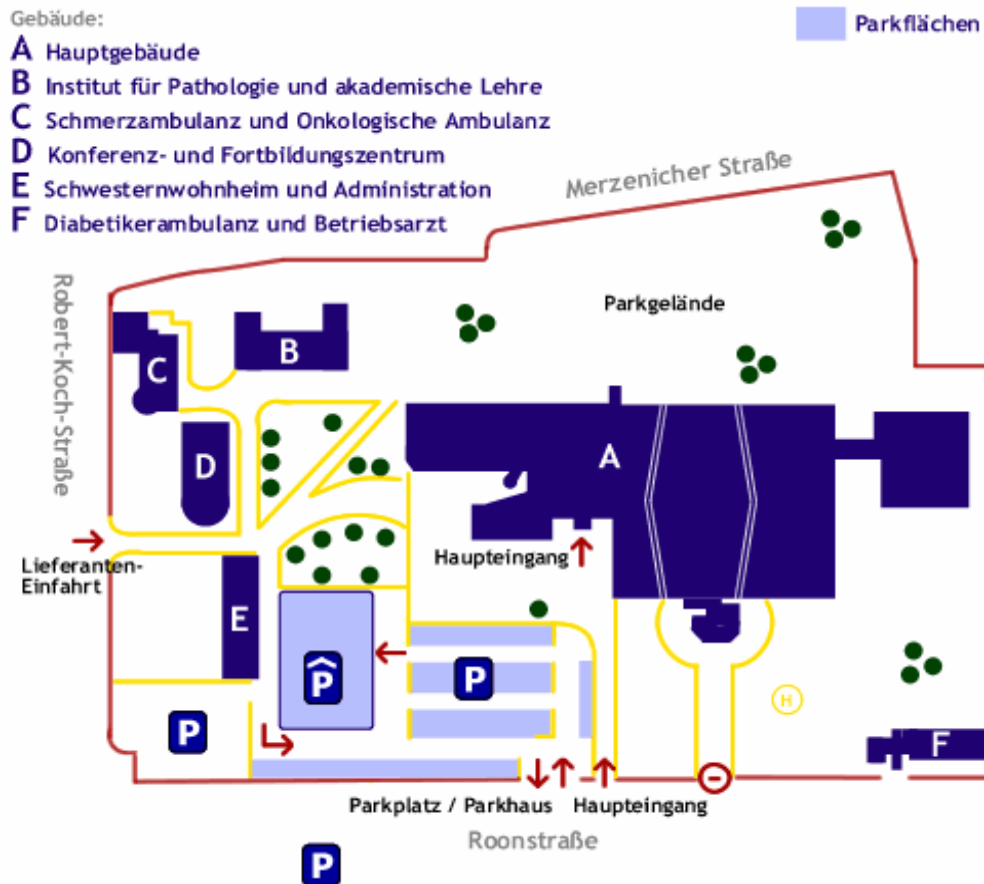 Gebäude:
Parkflächen
A Hauptgebäude
B Institut für Pathologie und akademische Lehre
C Schmerzambulanz und Onkologische Ambulanz
D Konferenz- und Fortbildungszentrum
E Schwesternwohnheim und Administration
F Diabetikerambulanz und Betriebsarzt
Merzenicher Straße
Robert-Koch-Straße
Parkgelände
B
C
A
D
Haupteingang
Lieferanten-
Einfahrt
E
P
P
H
P
F
Parkplatz / Parkhaus
Haupteingang
Roonstraße
P